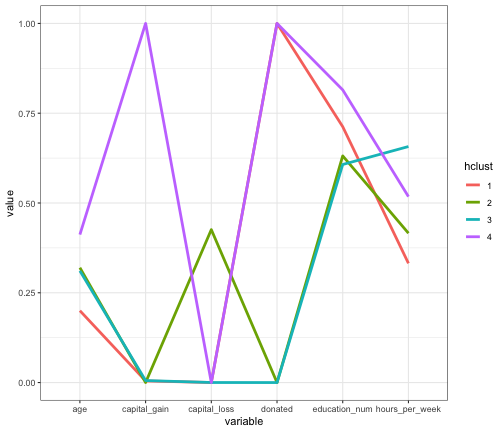 1.00
0.75
0.50
0.25
0.00
value
age capital_gain capital_loss donated education_num hours_per_week
variable
hclust
1
2
3
4